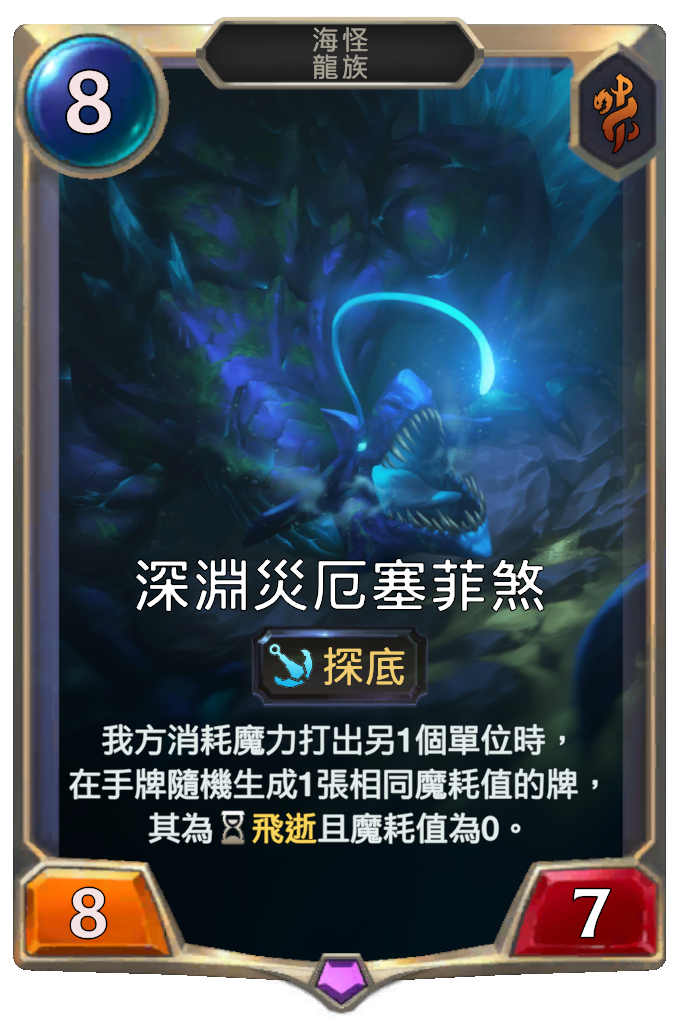 海怪
龍族
8
深淵災厄塞菲煞
探底
我方消耗魔力打出另1個單位時，
在手牌隨機生成1張相同魔耗值的牌，
其為飛逝且魔耗值為0。
8
7